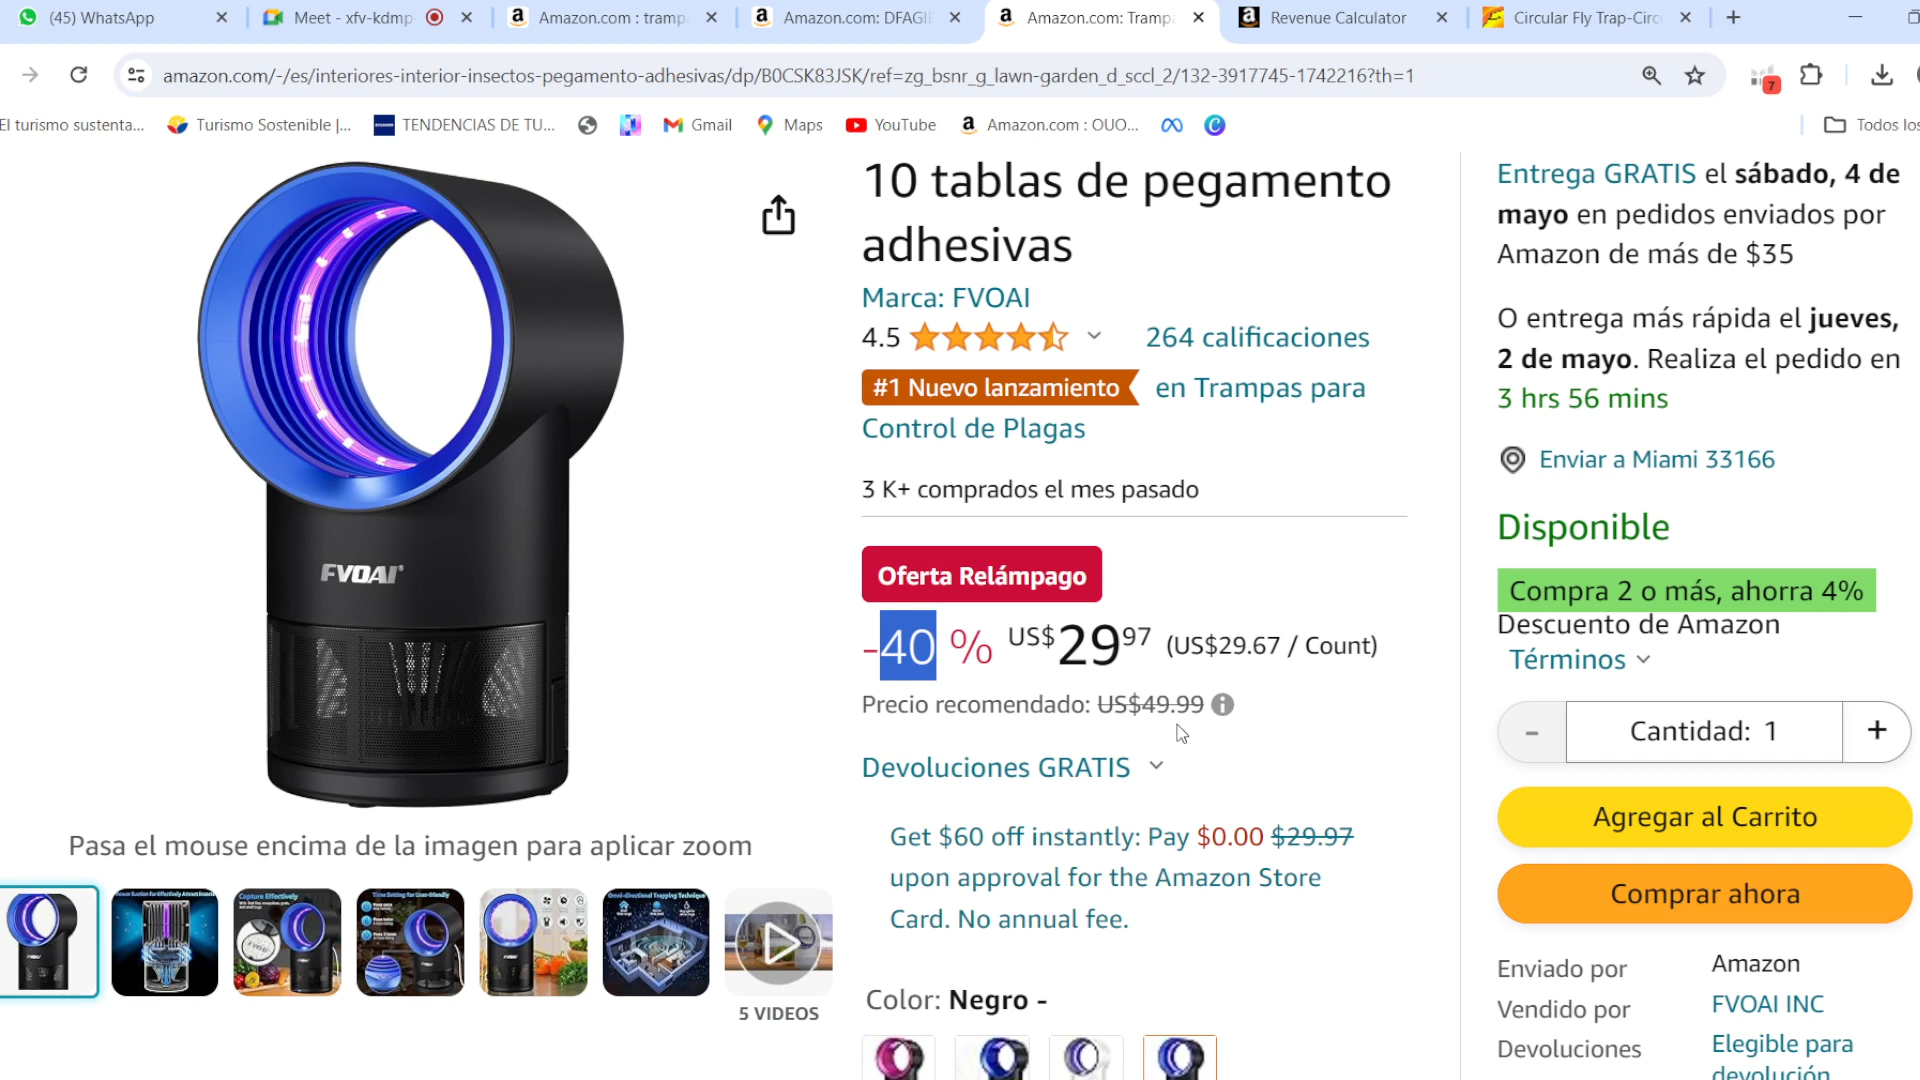 (45) WhatsApp
Meet - xfv-kdmp
Amazon.com : tramp
Amazon.com: DFAGI
Amazon.com: Tramp
Revenue Calculator
Circular Fly Trap-Circ
amazon.com/-/es/interiores-interior-insectos-pegamento-adhesivas/dp/B0CSK83JSK/ref=zg_bsnr_g_lawn-garden_d_sccl_2/132-3917745-1742216?th=1
7
El turismo sustenta...
Turismo Sostenible |...
TENDENCIAS DE TU...
Gmail
Maps
YouTube
Amazon.com : OUO...
Todos los
10 tablas de pegamento
adhesivas
Marca: FVOAI
4.5
264 calificaciones
#1 Nuevo lanzamiento en Trampas para
Control de Plagas
3 K+ comprados el mes pasado
Oferta Relámpago
-40 % US$2997 (US$29.67 / Count)
Precio recomendado: US$49.99
Devoluciones GRATIS
Get $60 off instantly: Pay $0.00 $29.97
upon approval for the Amazon Store
Card. No annual fee.
Color: Negro -
FVOAI
Pasa el mouse encima de la imagen para aplicar zoom
Capture Effectively
5 VIDEOS
Entrega GRATIS el sábado, 4 de
mayo en pedidos enviados por
Amazon de más de $35
O entrega más rápida el jueves,
2 de mayo. Realiza el pedido en
3 hrs 56 mins
Enviar a Miami 33166
Disponible
Compra 2 o más, ahorra 4%
Descuento de Amazon
Términos
- Cantidad: 1 +
Agregar al Carrito
Comprar ahora
Enviado por Amazon
Vendido por FVOAI INC
Devoluciones Elegible para
devolución